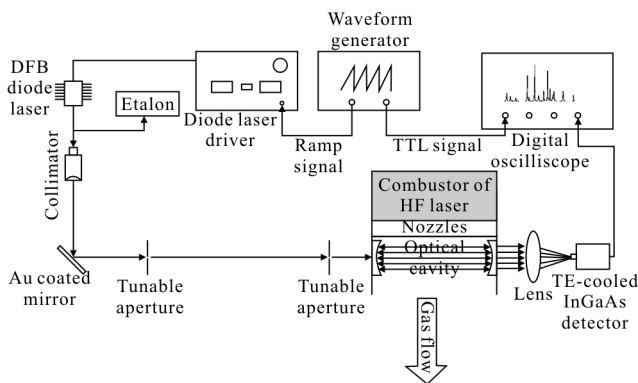 Waveform
generator
DFB
diode
laser
Etalon
Diode laser
driver
Ramp
signal
TTL signal
Digital
oscilliscope
Collimator
Combustor of
HF laser
Nozzles
Optical
cavity
Au coated
mirror
Tunable
aperture
Tunable
aperture
Lens
TE-cooled
InGaAs
detector
Gas flow